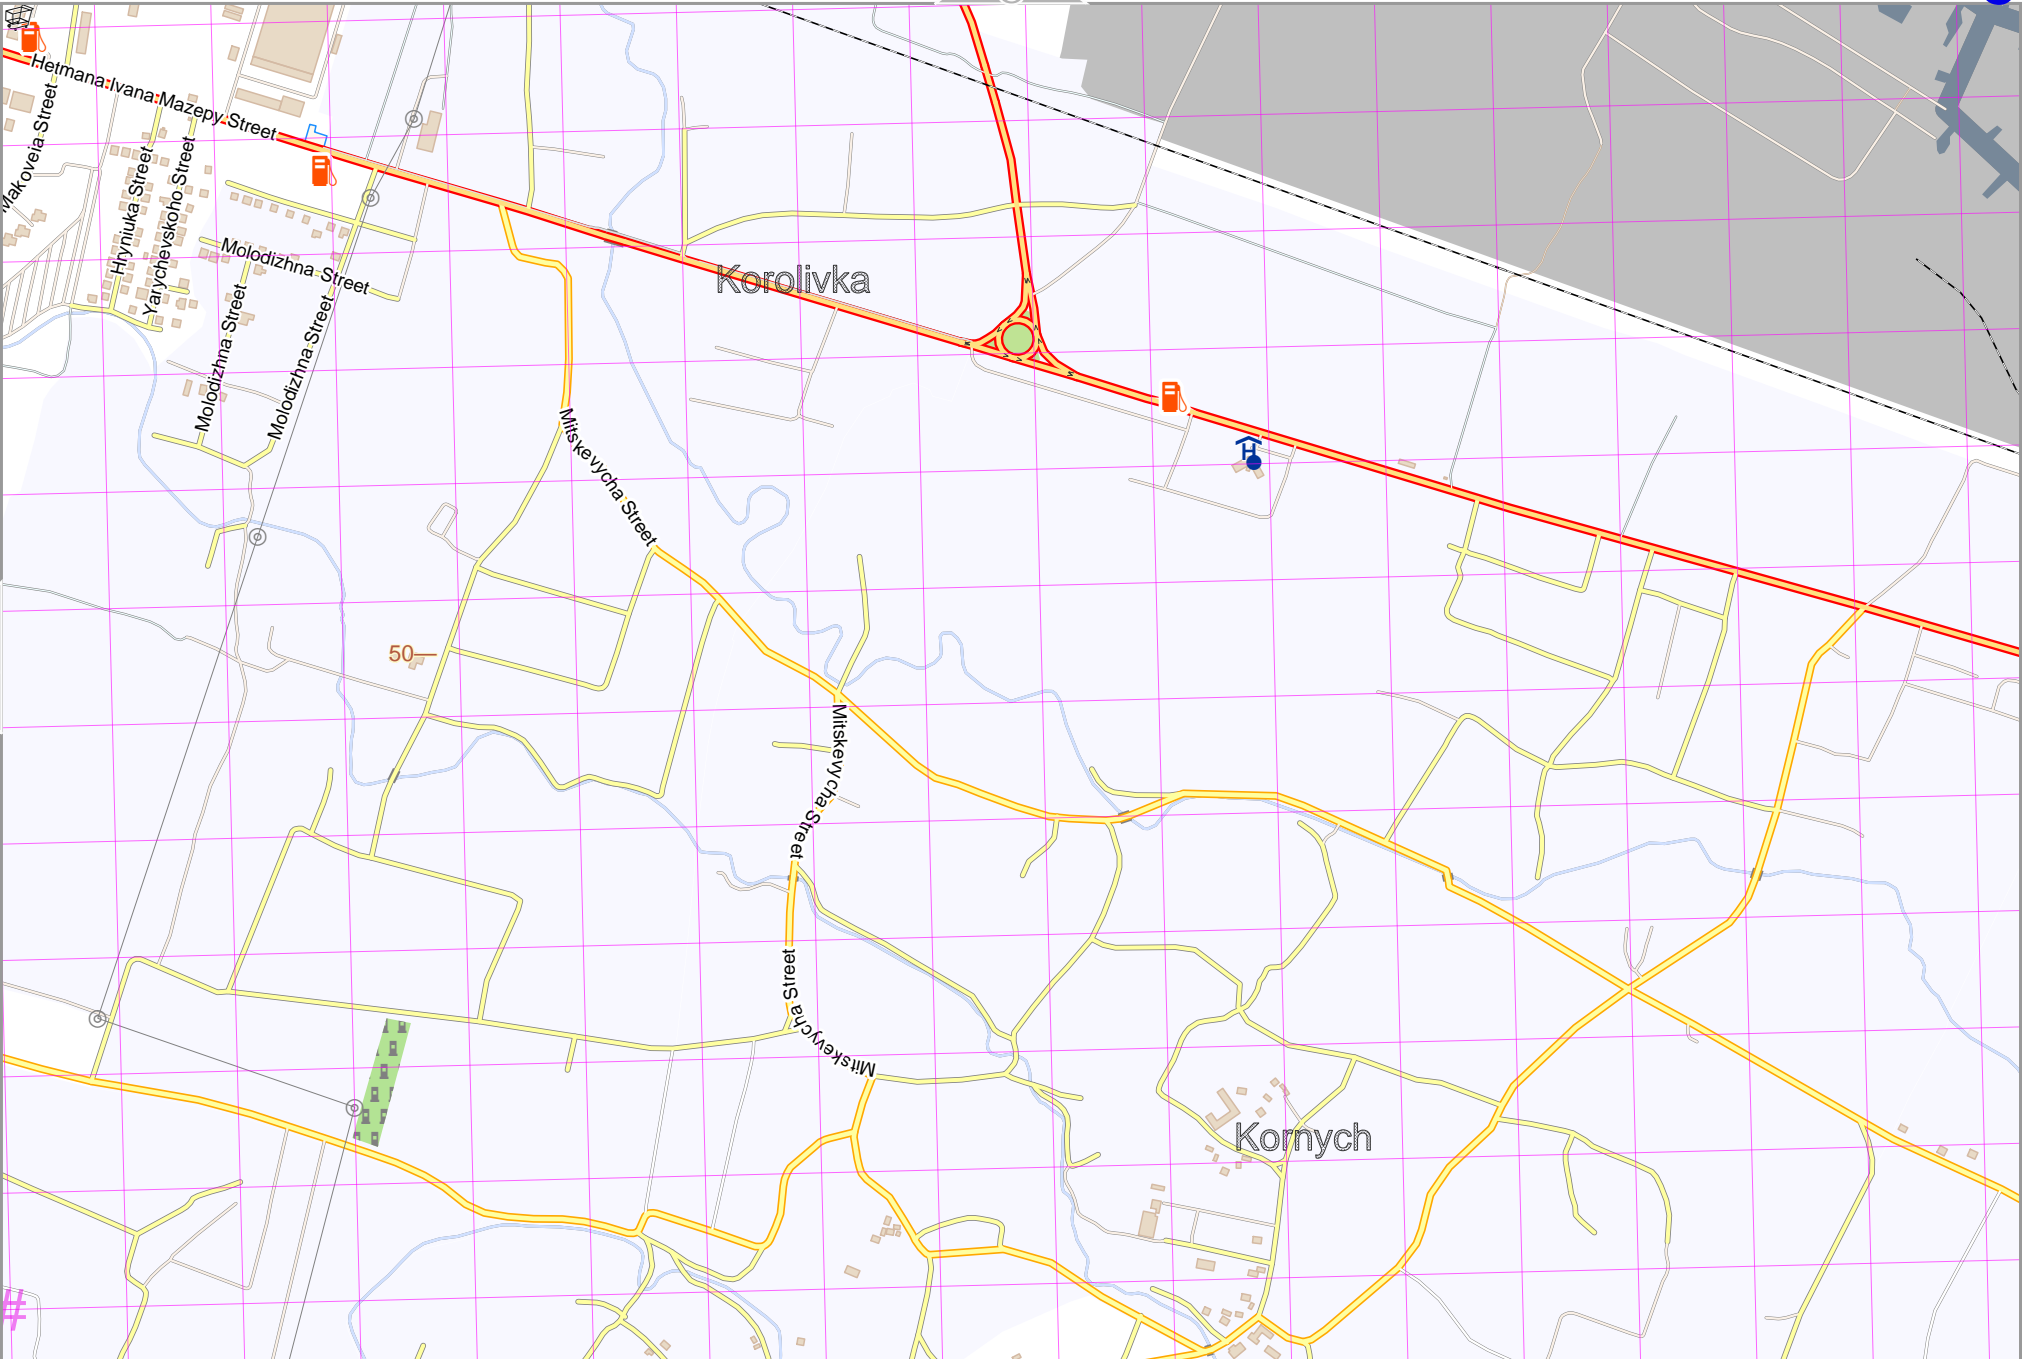 Hetmana Ivana Mazepy Street
Makoveia Street
Hryniuka Street
Yarychevskoho Street
Molodizhna Street
Molodizhna Street
Molodizhna Street
Korolivka
H
Mitskevycha Street
50
Mitskevycha Street
Mitskevycha Street
Kornych
#